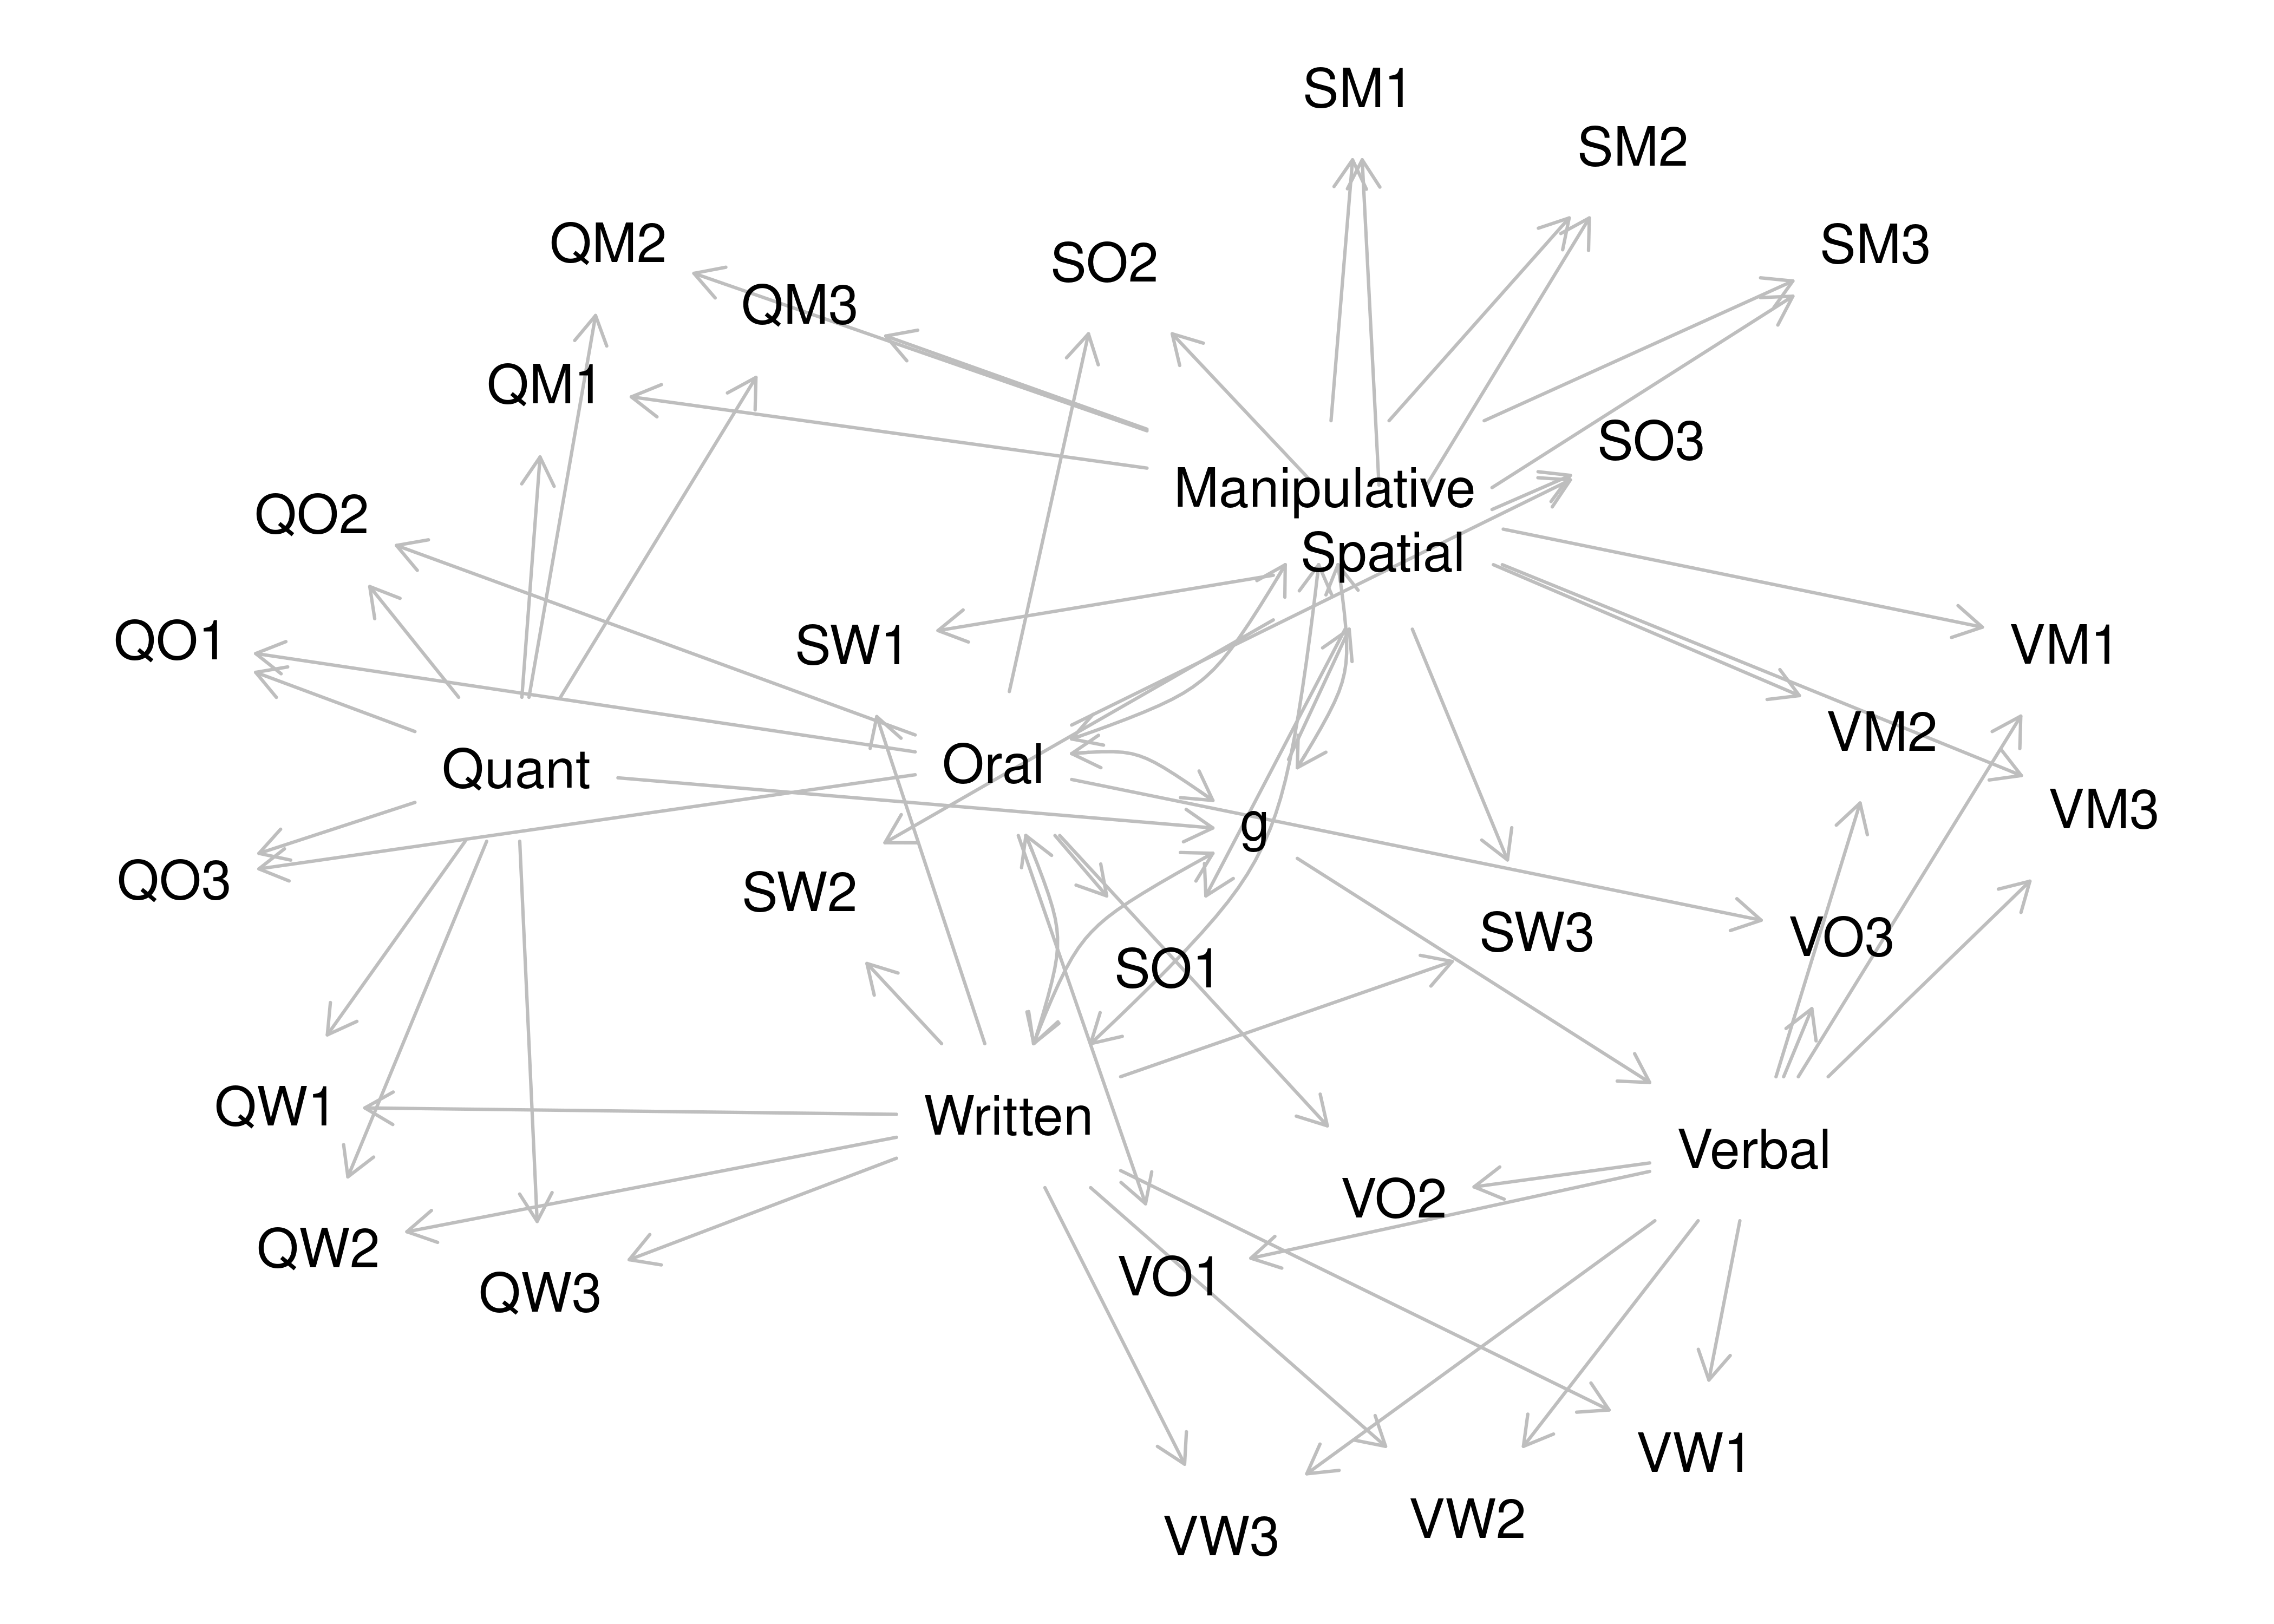 SM1
SM2
QM2
SM3
SO2
QM3
QM1
SO3
Manipulative
QO2
Spatial
QO1
SW1
VM1
VM2
Quant
Oral
VM3
g
QO3
SW2
SW3
VO3
SO1
QW1
Written
Verbal
VO2
QW2
VO1
QW3
VW1
VW2
VW3